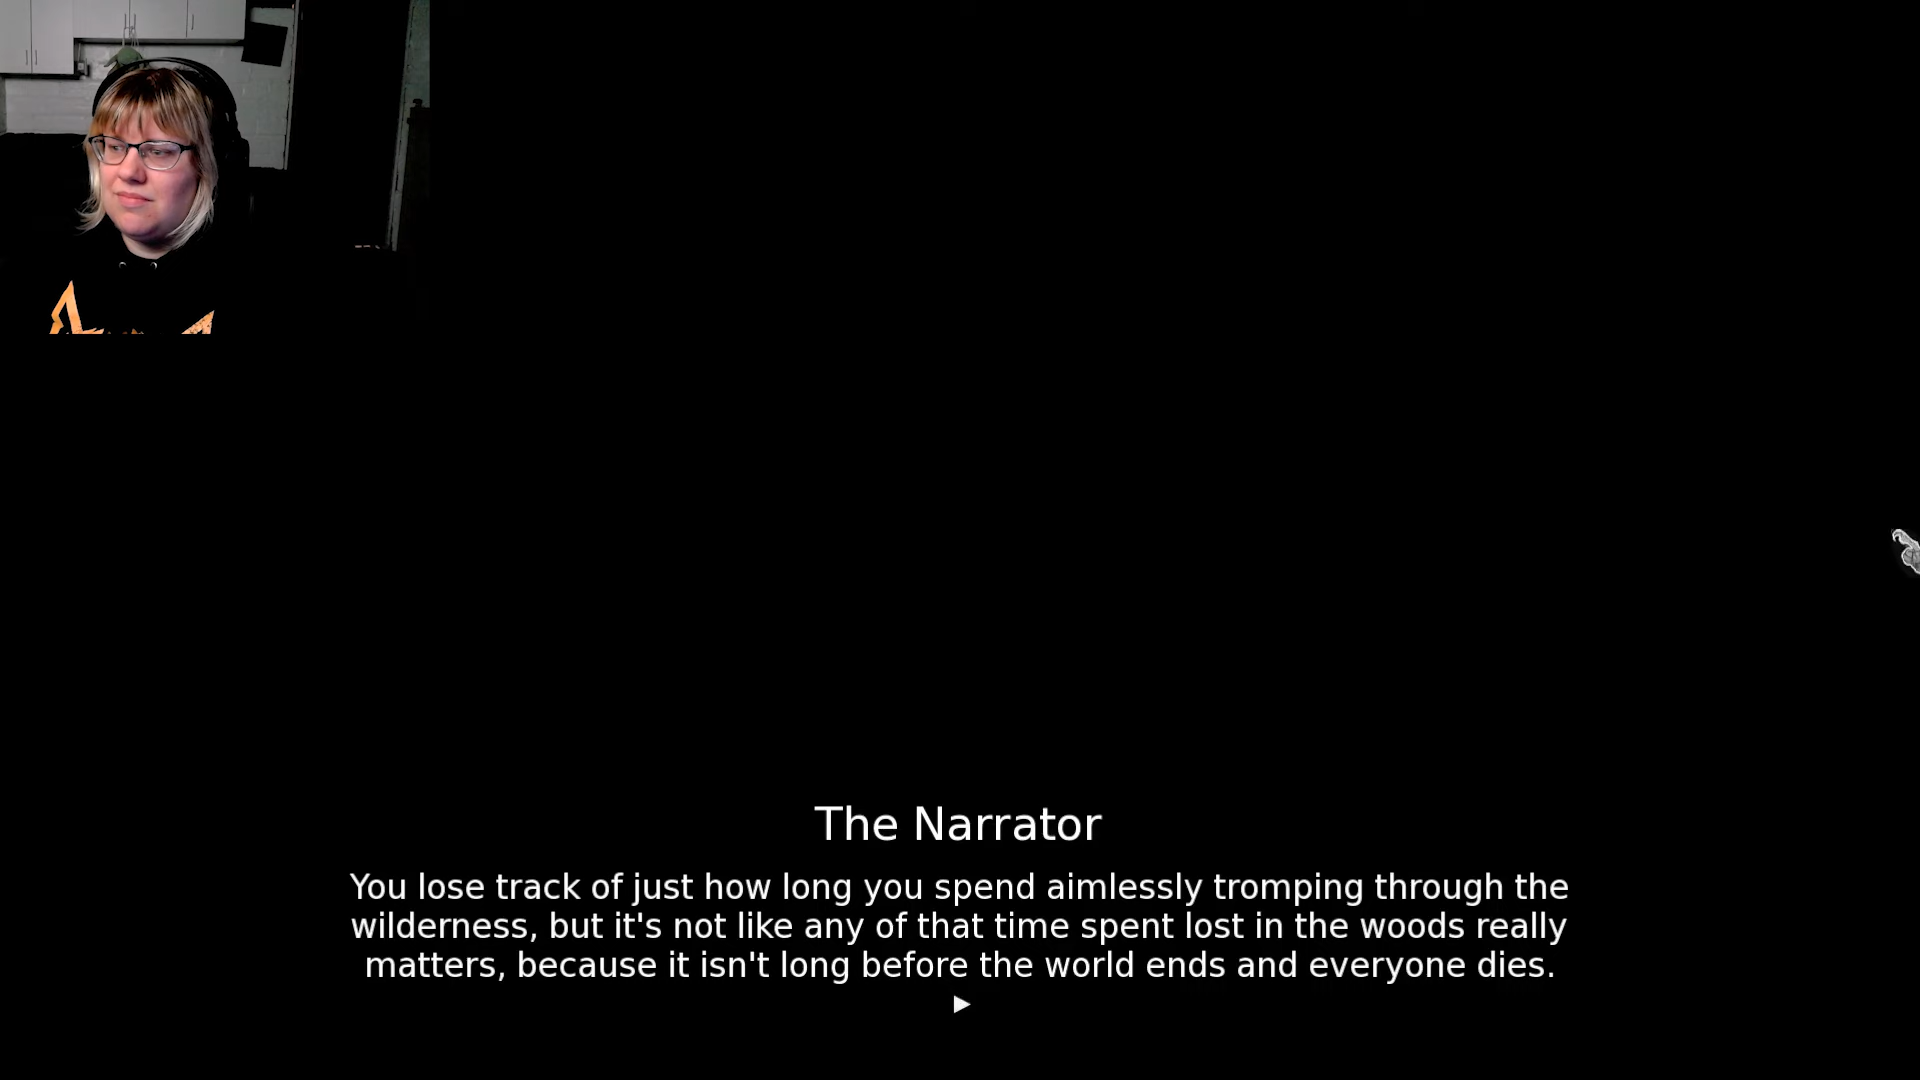 The Narrator
You lose track of just how long you spend aimlessly tromping through the
wilderness, but it's not like any of that time spent lost in the woods really
matters, because it isn't long before the world ends and everyone dies.